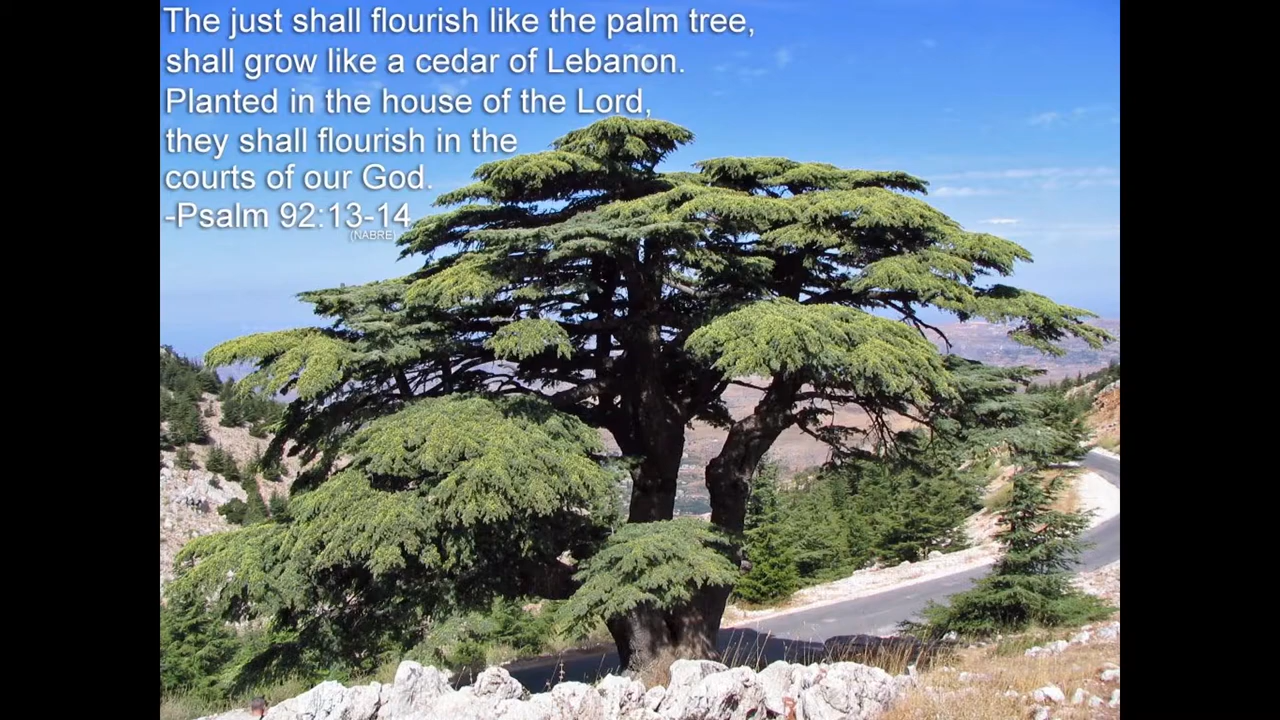 The just shall flourish like the palm tree,
shall grow like a cedar of Lebanon.
Planted in the house of the Lord,
they shall flourish in the
courts of our God.
-Psalm 92:13-14
(NABRE)